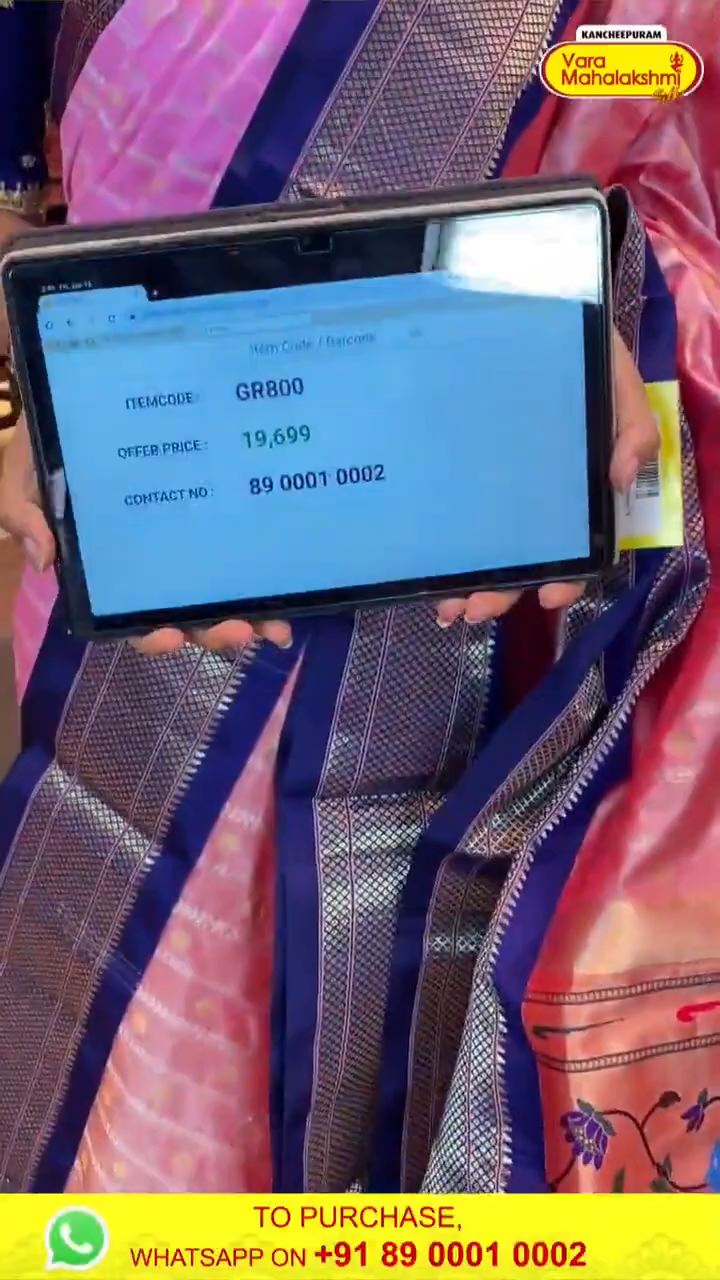 KANCHEEPURAM
Vara
Mahalakshmi
Item Code / Barcode
ITEMCODE : GR800
OFFER PRICE : 19,699
CONTACT NO : 89 0001 0002
TO PURCHASE,
WHATSAPP ON +91 89 0001 0002